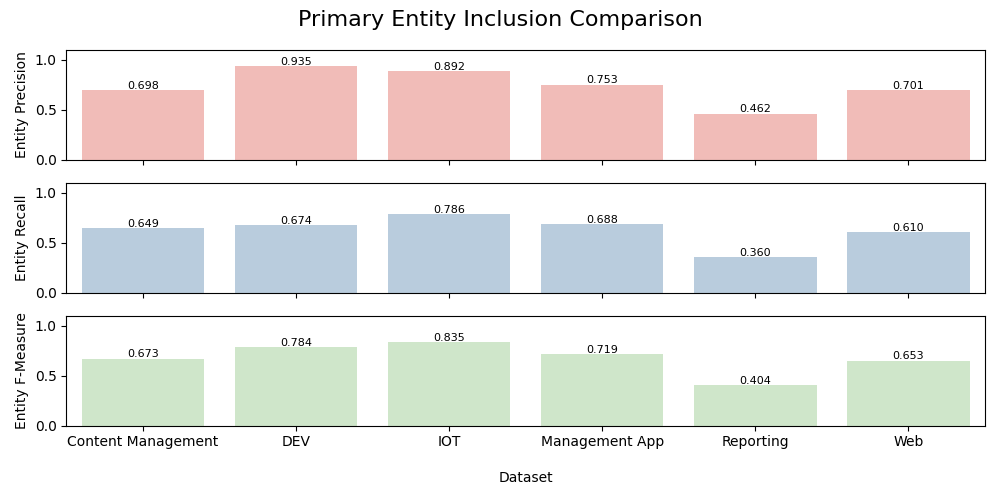 Primary Entity Inclusion Comparison
Entity Precision
1.0
0.5
0.0
0.698
0.935
0.892
0.753
0.462
0.701
Entity Recall
1.0
0.5
0.0
0.649
0.674
0.786
0.688
0.360
0.610
Entity F-Measure
1.0
0.5
0.0
0.673
0.784
0.835
0.719
0.404
0.653
Content Management
DEV
IOT
Management App
Reporting
Web
Dataset